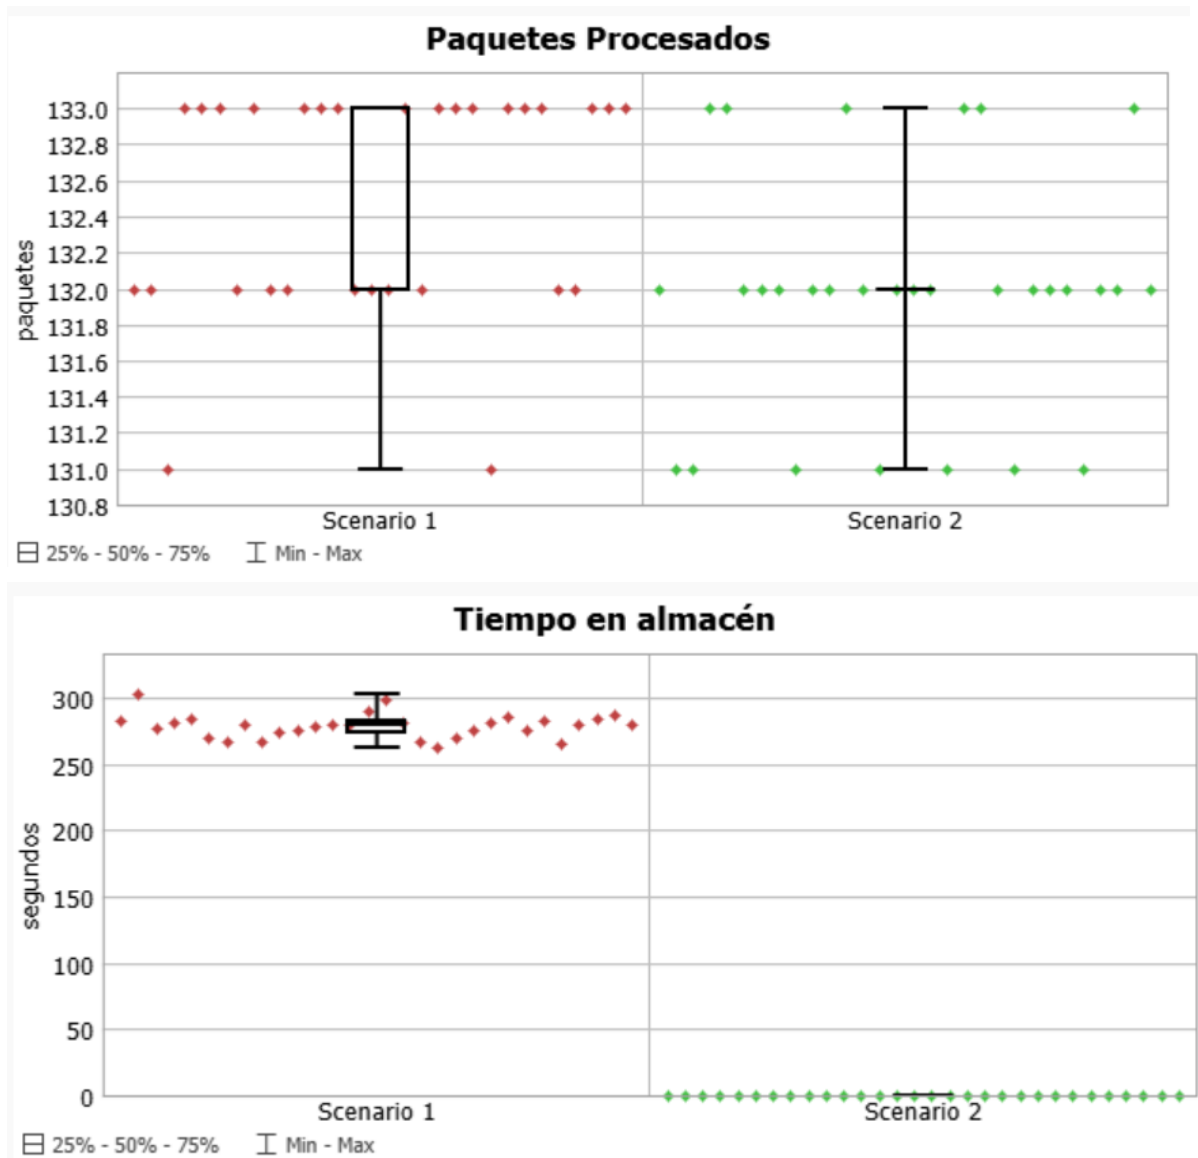 Paquetes Procesados
133.0
132.8
132.6
132.4
132.2
132.0
131.8
131.6
131.4
131.2
131.0
130.8
paquetes
Scenario 1
Scenario 2
25% - 50% - 75%
Min - Max
Tiempo en almacén
300
250
200
150
100
50
0
segundos
Scenario 1
Scenario 2
25% - 50% - 75%
Min - Max